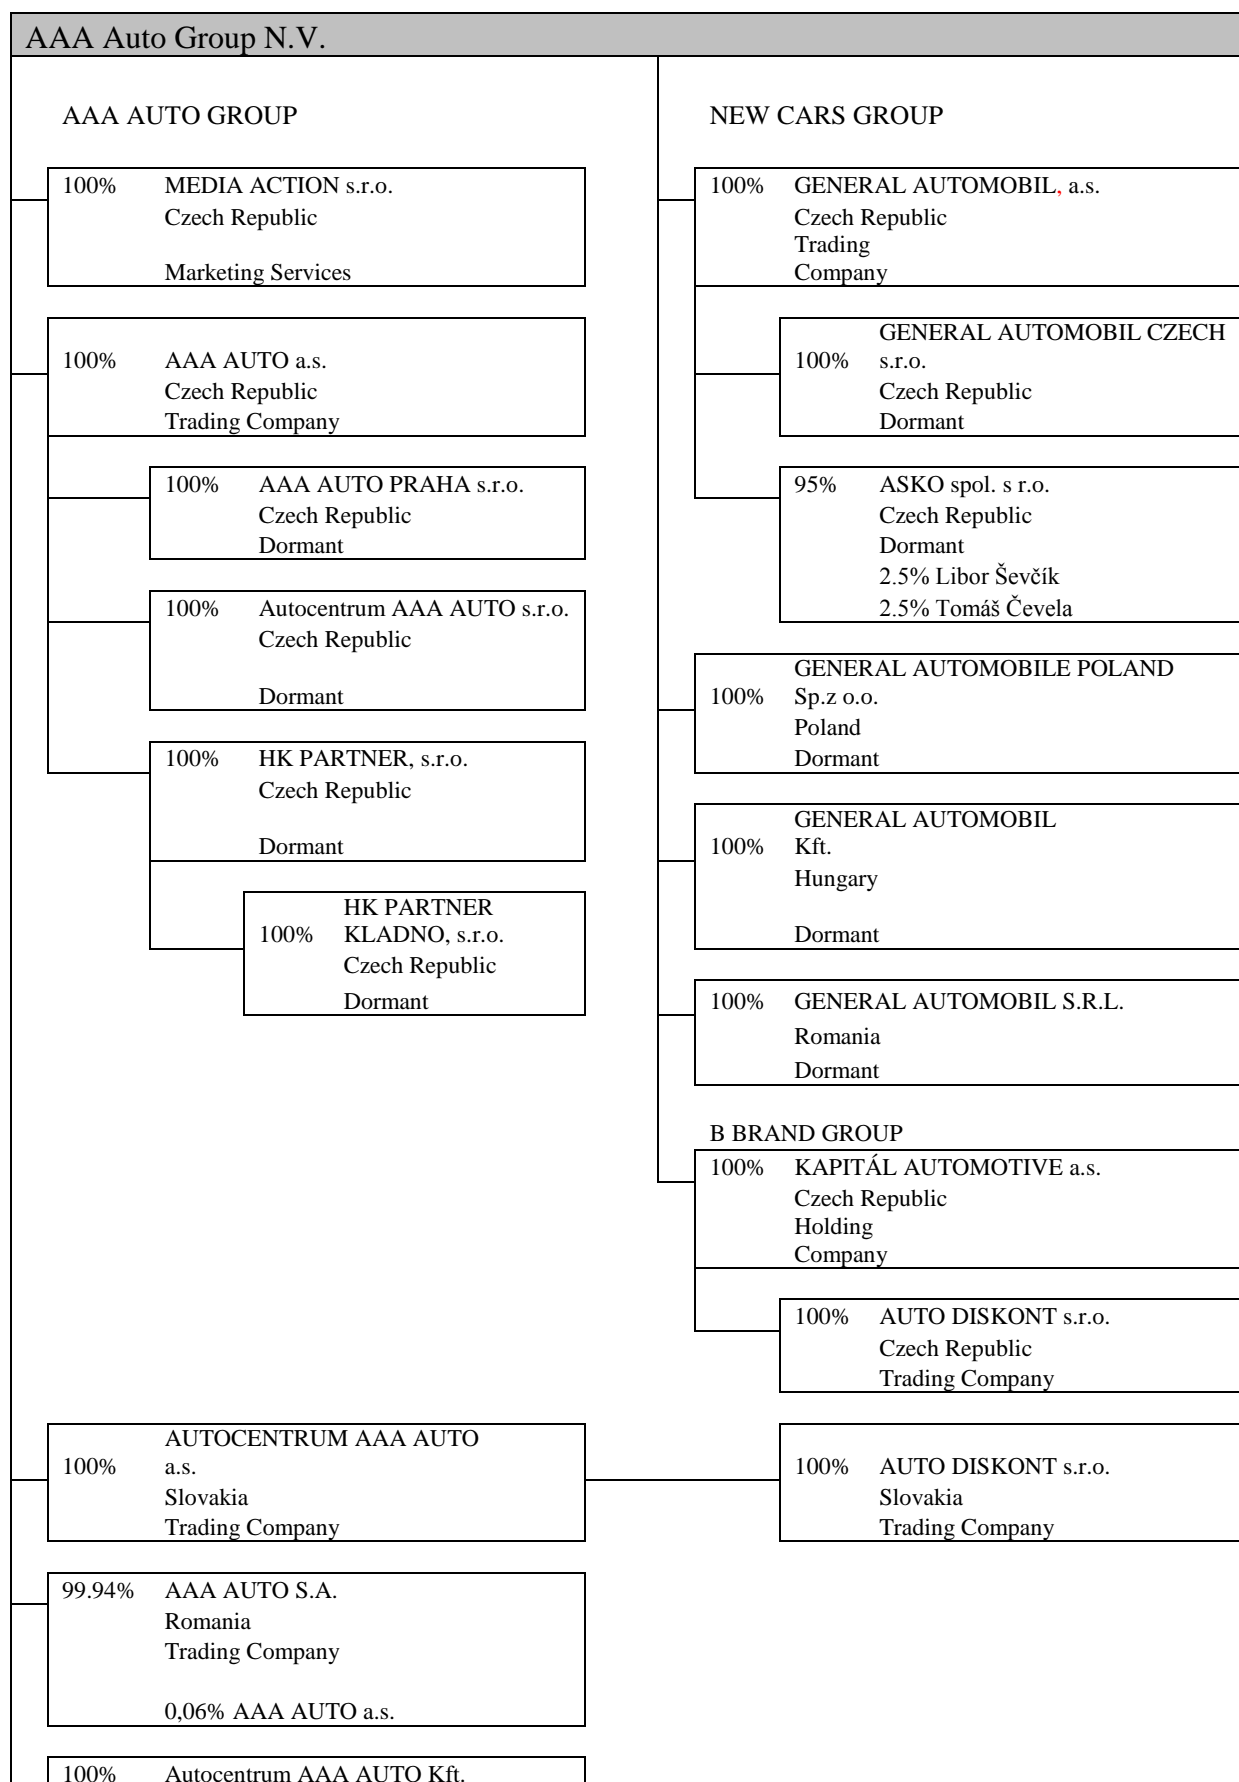 AAA Auto Group N.V.
AAA AUTO GROUP
100% MEDIA ACTION s.r.o.
Czech Republic
Marketing Services
100% AAA AUTO a.s.
Czech Republic
Trading Company
100% AAA AUTO PRAHA s.r.o.
Czech Republic
Dormant
100% Autocentrum AAA AUTO s.r.o.
Czech Republic
Dormant
100% HK PARTNER, s.r.o.
Czech Republic
Dormant
HK PARTNER
100% KLADNO, s.r.o.
Czech Republic
Dormant
NEW CARS GROUP
100% GENERAL AUTOMOBIL, a.s.
Czech Republic
Trading
Company
GENERAL AUTOMOBIL CZECH
100% s.r.o.
Czech Republic
Dormant
95% ASKO spol. s r.o.
Czech Republic
Dormant
2.5% Libor Ševčík
2.5% Tomáš Čevela
GENERAL AUTOMOBILE POLAND
100% Sp.z o.o.
Poland
Dormant
GENERAL AUTOMOBIL
100% Kft.
Hungary
Dormant
100% GENERAL AUTOMOBIL S.R.L.
Romania
Dormant
B BRAND GROUP
100% KAPITÁL AUTOMOTIVE a.s.
Czech Republic
Holding
Company
100% AUTO DISKONT s.r.o.
Czech Republic
Trading Company
AUTOCENTRUM AAA AUTO
100% a.s.
Slovakia
Trading Company
100% AUTO DISKONT s.r.o.
Slovakia
Trading Company
99.94% AAA AUTO S.A.
Romania
Trading Company
0,06% AAA AUTO a.s.
100% Autocentrum AAA AUTO Kft.